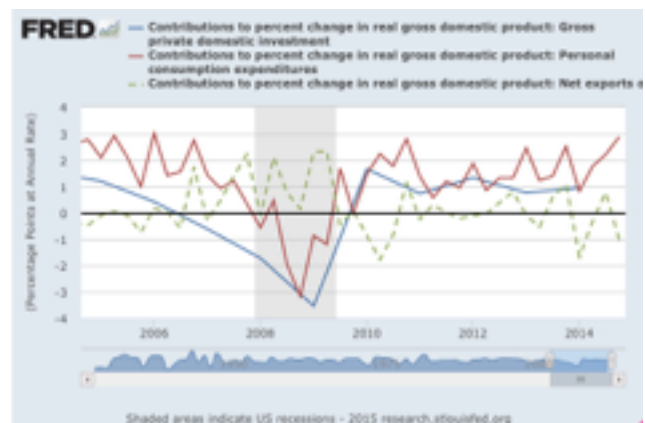 FRED
Contributions to percent change in real gross domestic product: Gross
private domestic investment
Contributions to percent change in real gross domestic product: Personal
consumption expenditures
Contributions to percent change in real gross domestic product: Net exports o
(Percentage Points at Annual Rate)
4
3
2
1
0
-1
-2
-3
-4
2006
2008
2010
2012
2014
Shaded areas indicate US recessions - 2015 research.stlouisfed.org